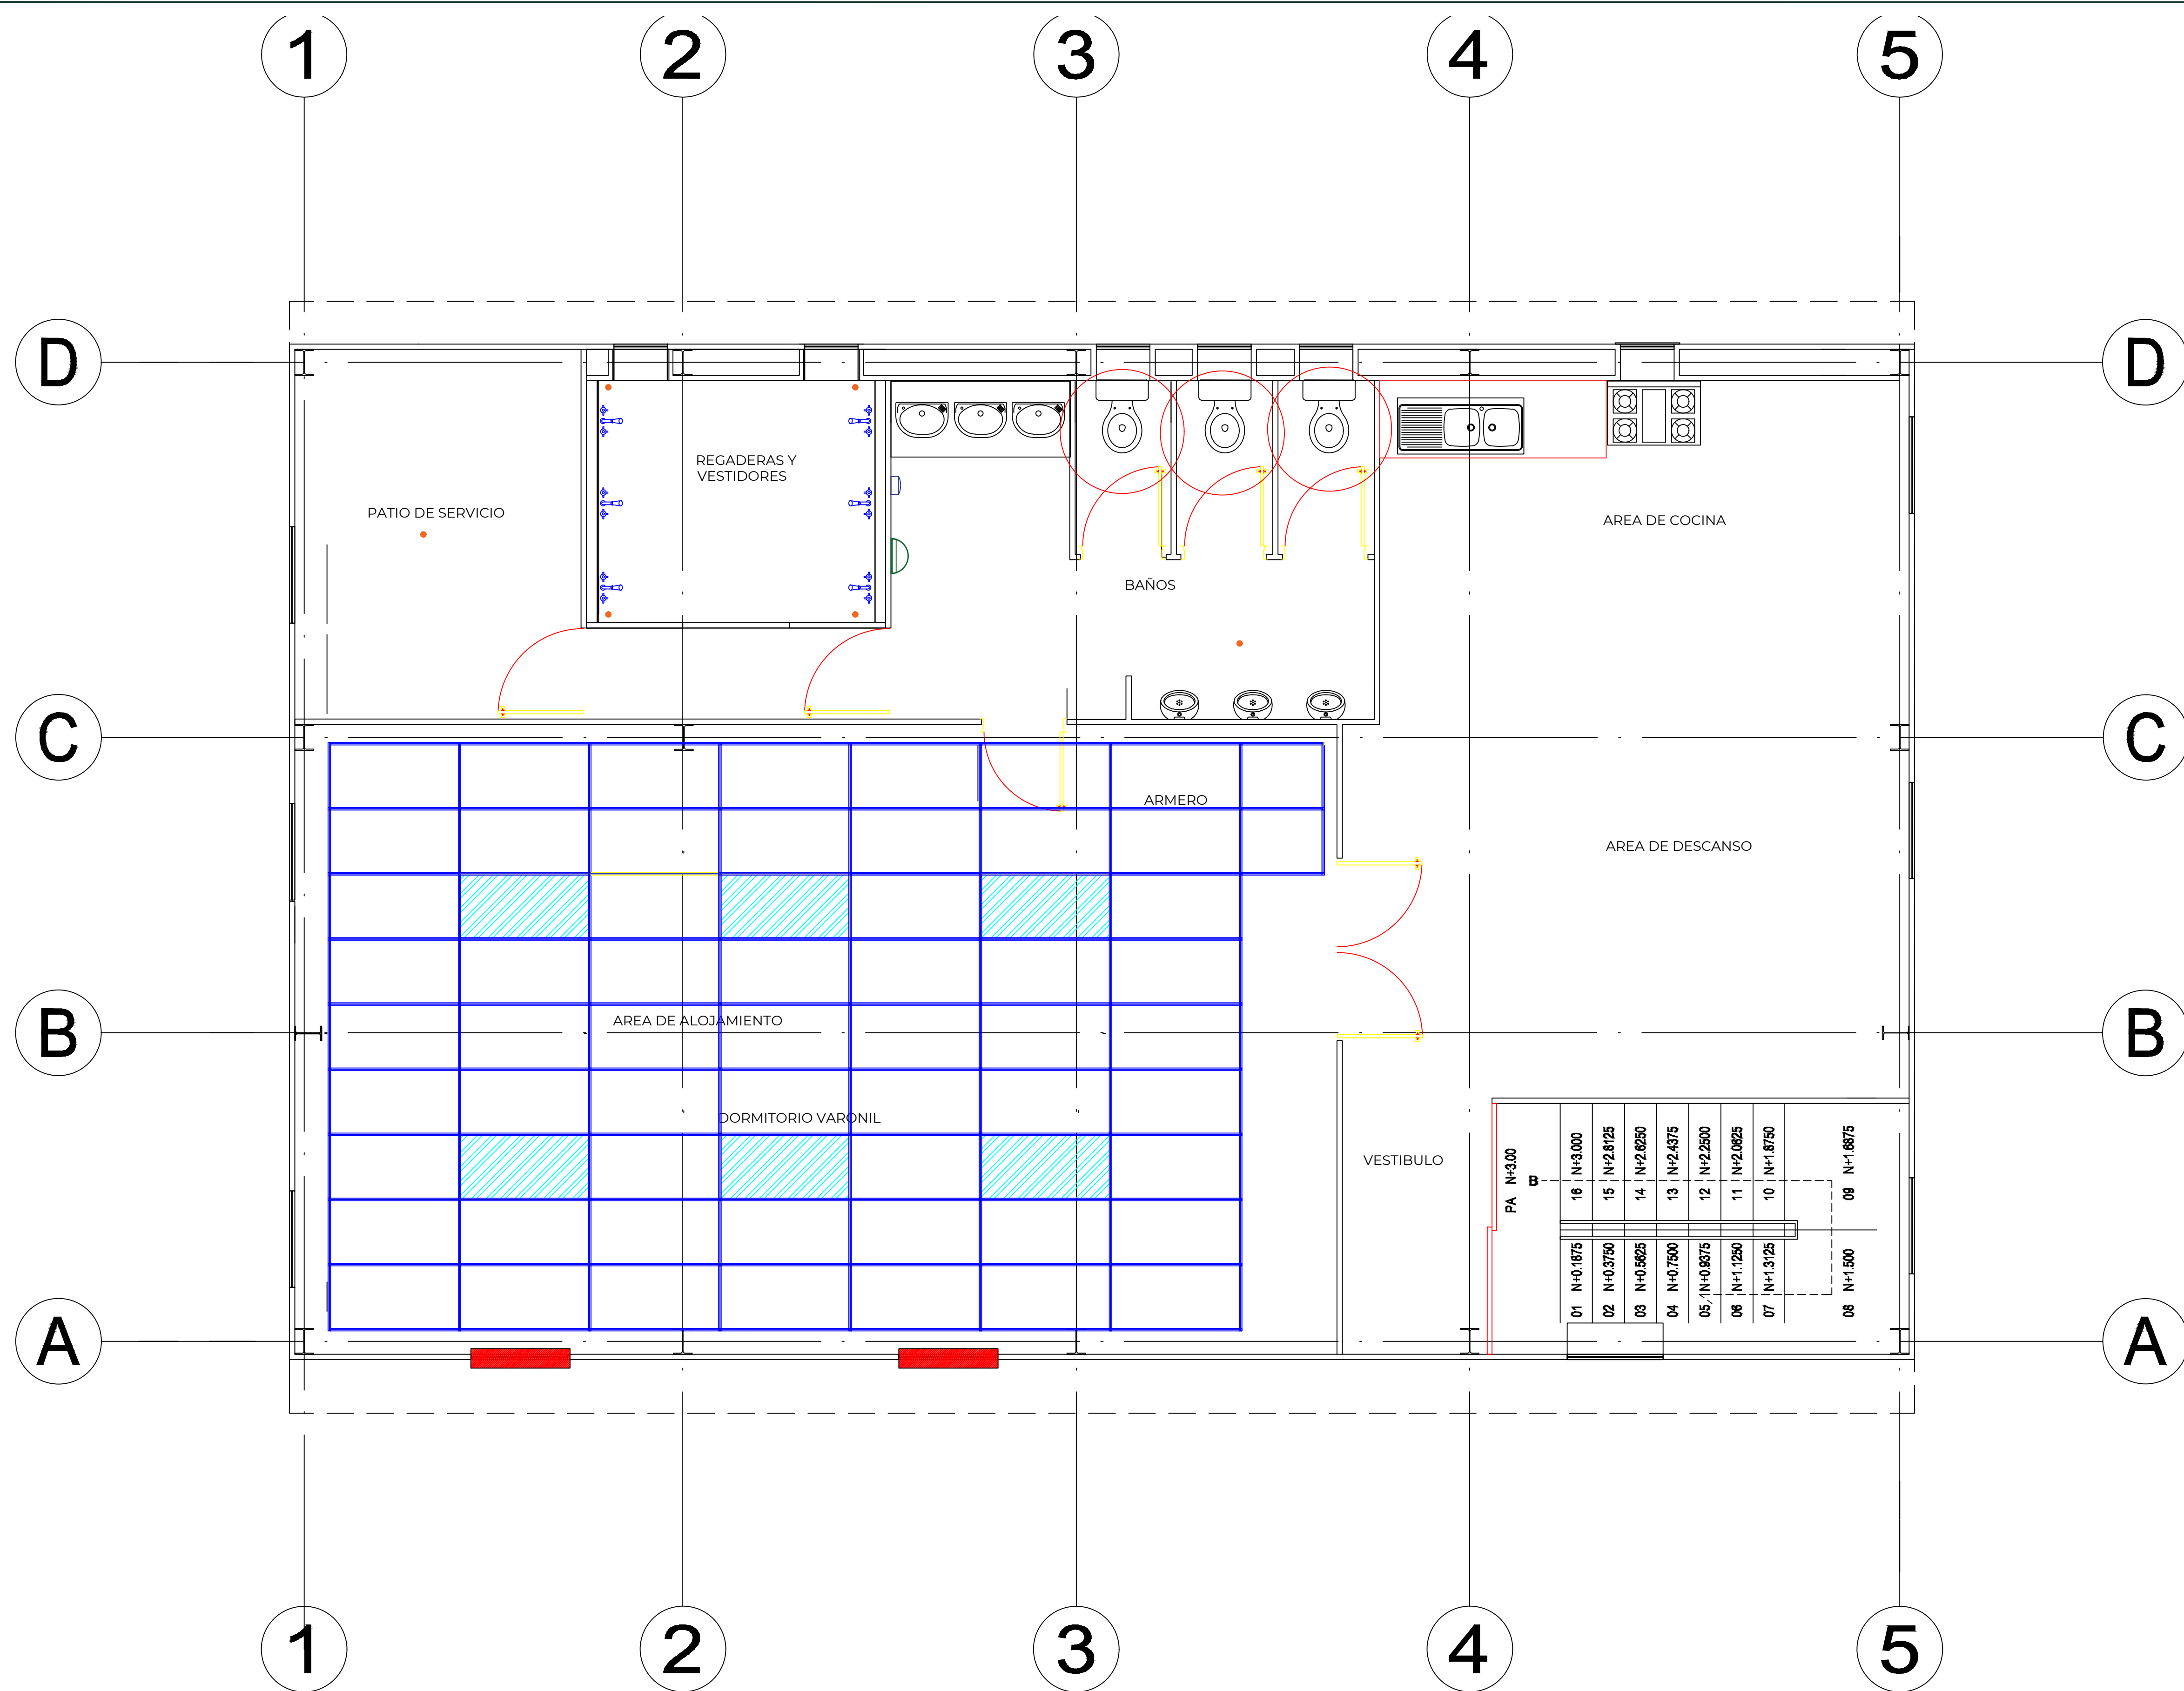 1 2 3 4 5
D D
REGADERAS Y
VESTIDORES
PATIO DE SERVICIO
AREA DE COCINA
BAÑOS
C C
ARMERO
AREA DE DESCANSO
B B
AREA DE ALOJAMIENTO
DORMITORIO VARONIL
VESTIBULO
PA N+3.00
B
16 N+3.000
15 N+2.8125
14 N+2.6250
13 N+2.4375
12 N+2.2500
11 N+2.0625
10 N+1.8750
09 N+1.6875
01 N+0.1875
02 N+0.3750
03 N+0.5625
04 N+0.7500
05 N+0.9375
06 N+1.1250
07 N+1.3125
08 N+1.500
A A
1 2 3 4 5